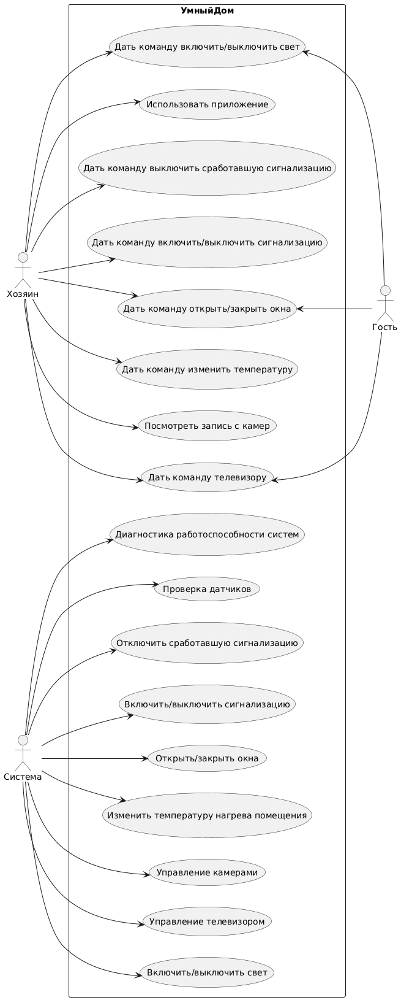 УмныйДом
Дать команду включить/выключить свет
Использовать приложение
Дать команду выключить сработавшую сигнализацию
Дать команду включить/выключить сигнализацию
Хозяин
Дать команду открыть/закрыть окна
Гость
Дать команду изменить температуру
Посмотреть запись с камер
Дать команду телевизору
Диагностика работоспособности систем
Проверка датчиков
Отключить сработавшую сигнализацию
Включить/выключить сигнализацию
Открыть/закрыть окна
Система
Изменить температуру нагрева помещения
Управление камерами
Управление телевизором
Включить/выключить свет